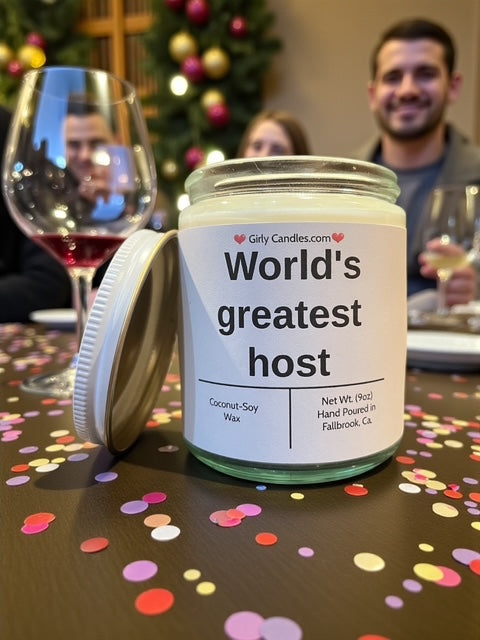 Girly Candles.com
World's
greatest
host
Coconut-Soy
Wax
Net Wt. (9oz)
Hand Poured in
Fallbrook, Ca.